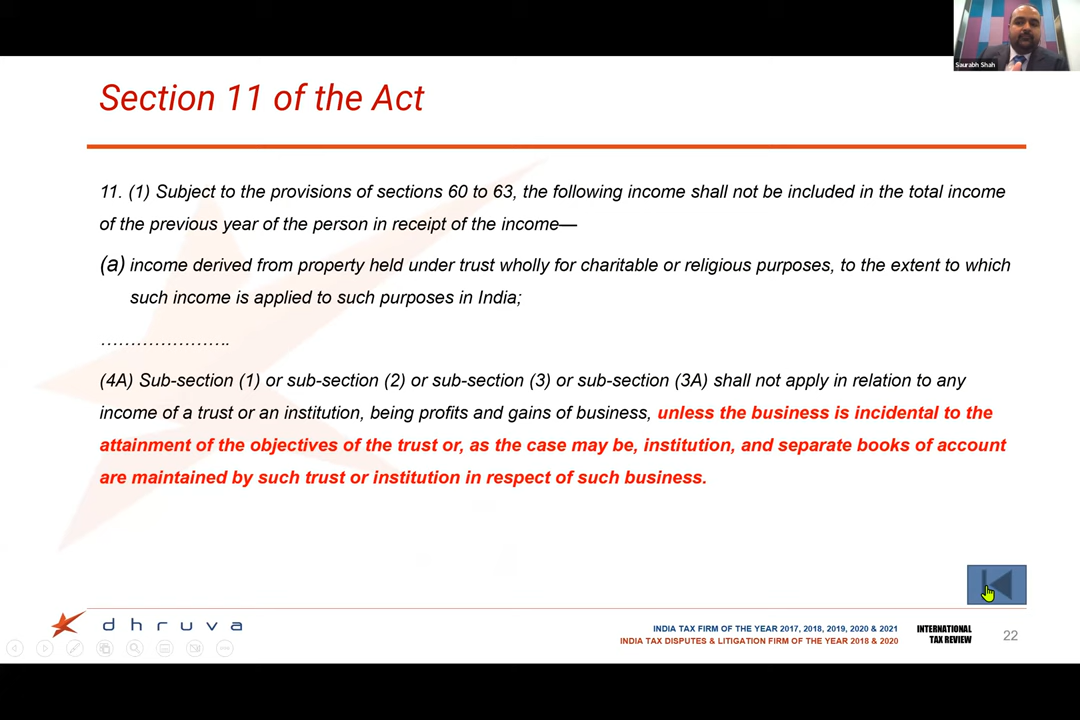 Saurabh Shah
Section 11 of the Act
11. (1) Subject to the provisions of sections 60 to 63, the following income shall not be included in the total income
of the previous year of the person in receipt of the income—
(a) income derived from property held under trust wholly for charitable or religious purposes, to the extent to which
such income is applied to such purposes in India;
…………………..
(4A) Sub-section (1) or sub-section (2) or sub-section (3) or sub-section (3A) shall not apply in relation to any
income of a trust or an institution, being profits and gains of business, unless the business is incidental to the
attainment of the objectives of the trust or, as the case may be, institution, and separate books of account
are maintained by such trust or institution in respect of such business.
dhruva
INDIA TAX FIRM OF THE YEAR 2017, 2018, 2019, 2020 & 2021
INDIA TAX DISPUTES & LITIGATION FIRM OF THE YEAR 2018 & 2020
INTERNATIONAL
TAX REVIEW
22